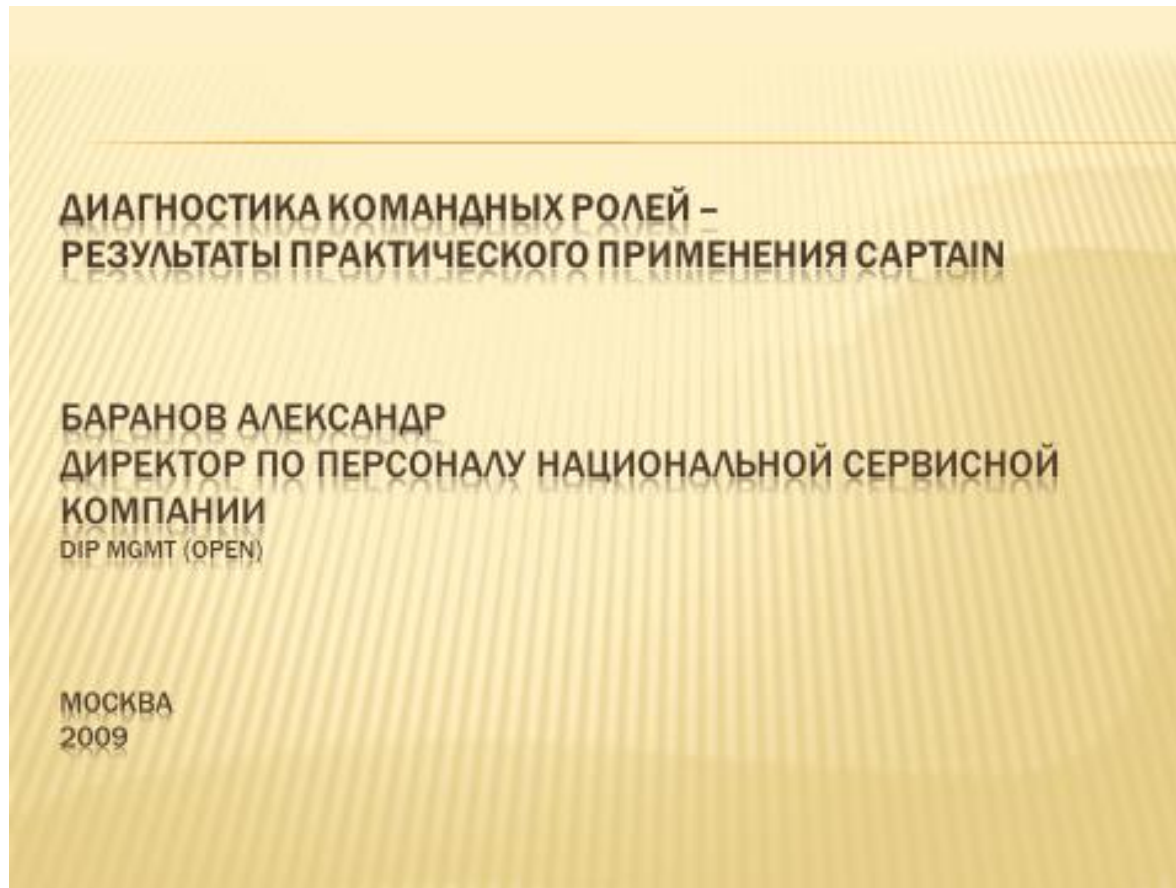 ДИАГНОСТИКА КОМАНДНЫХ РОЛЕЙ –
РЕЗУЛЬТАТЫ ПРАКТИЧЕСКОГО ПРИМЕНЕНИЯ CAPTAIN
БАРАНОВ АЛЕКСАНДР
ДИРЕКТОР ПО ПЕРСОНАЛУ НАЦИОНАЛЬНОЙ СЕРВИСНОЙ
КОМПАНИИ
DIP MGMT (OPEN)
МОСКВА
2009